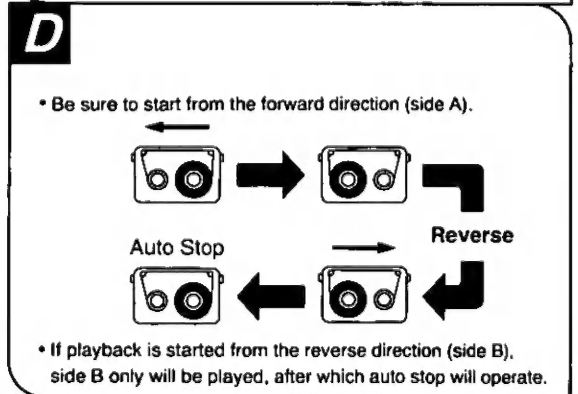 D
• Be sure to start from the forward direction (side A).
Reverse
Auto Stop
• If playback is started from the reverse direction (side B),
side B only will be played, after which auto stop will operate.